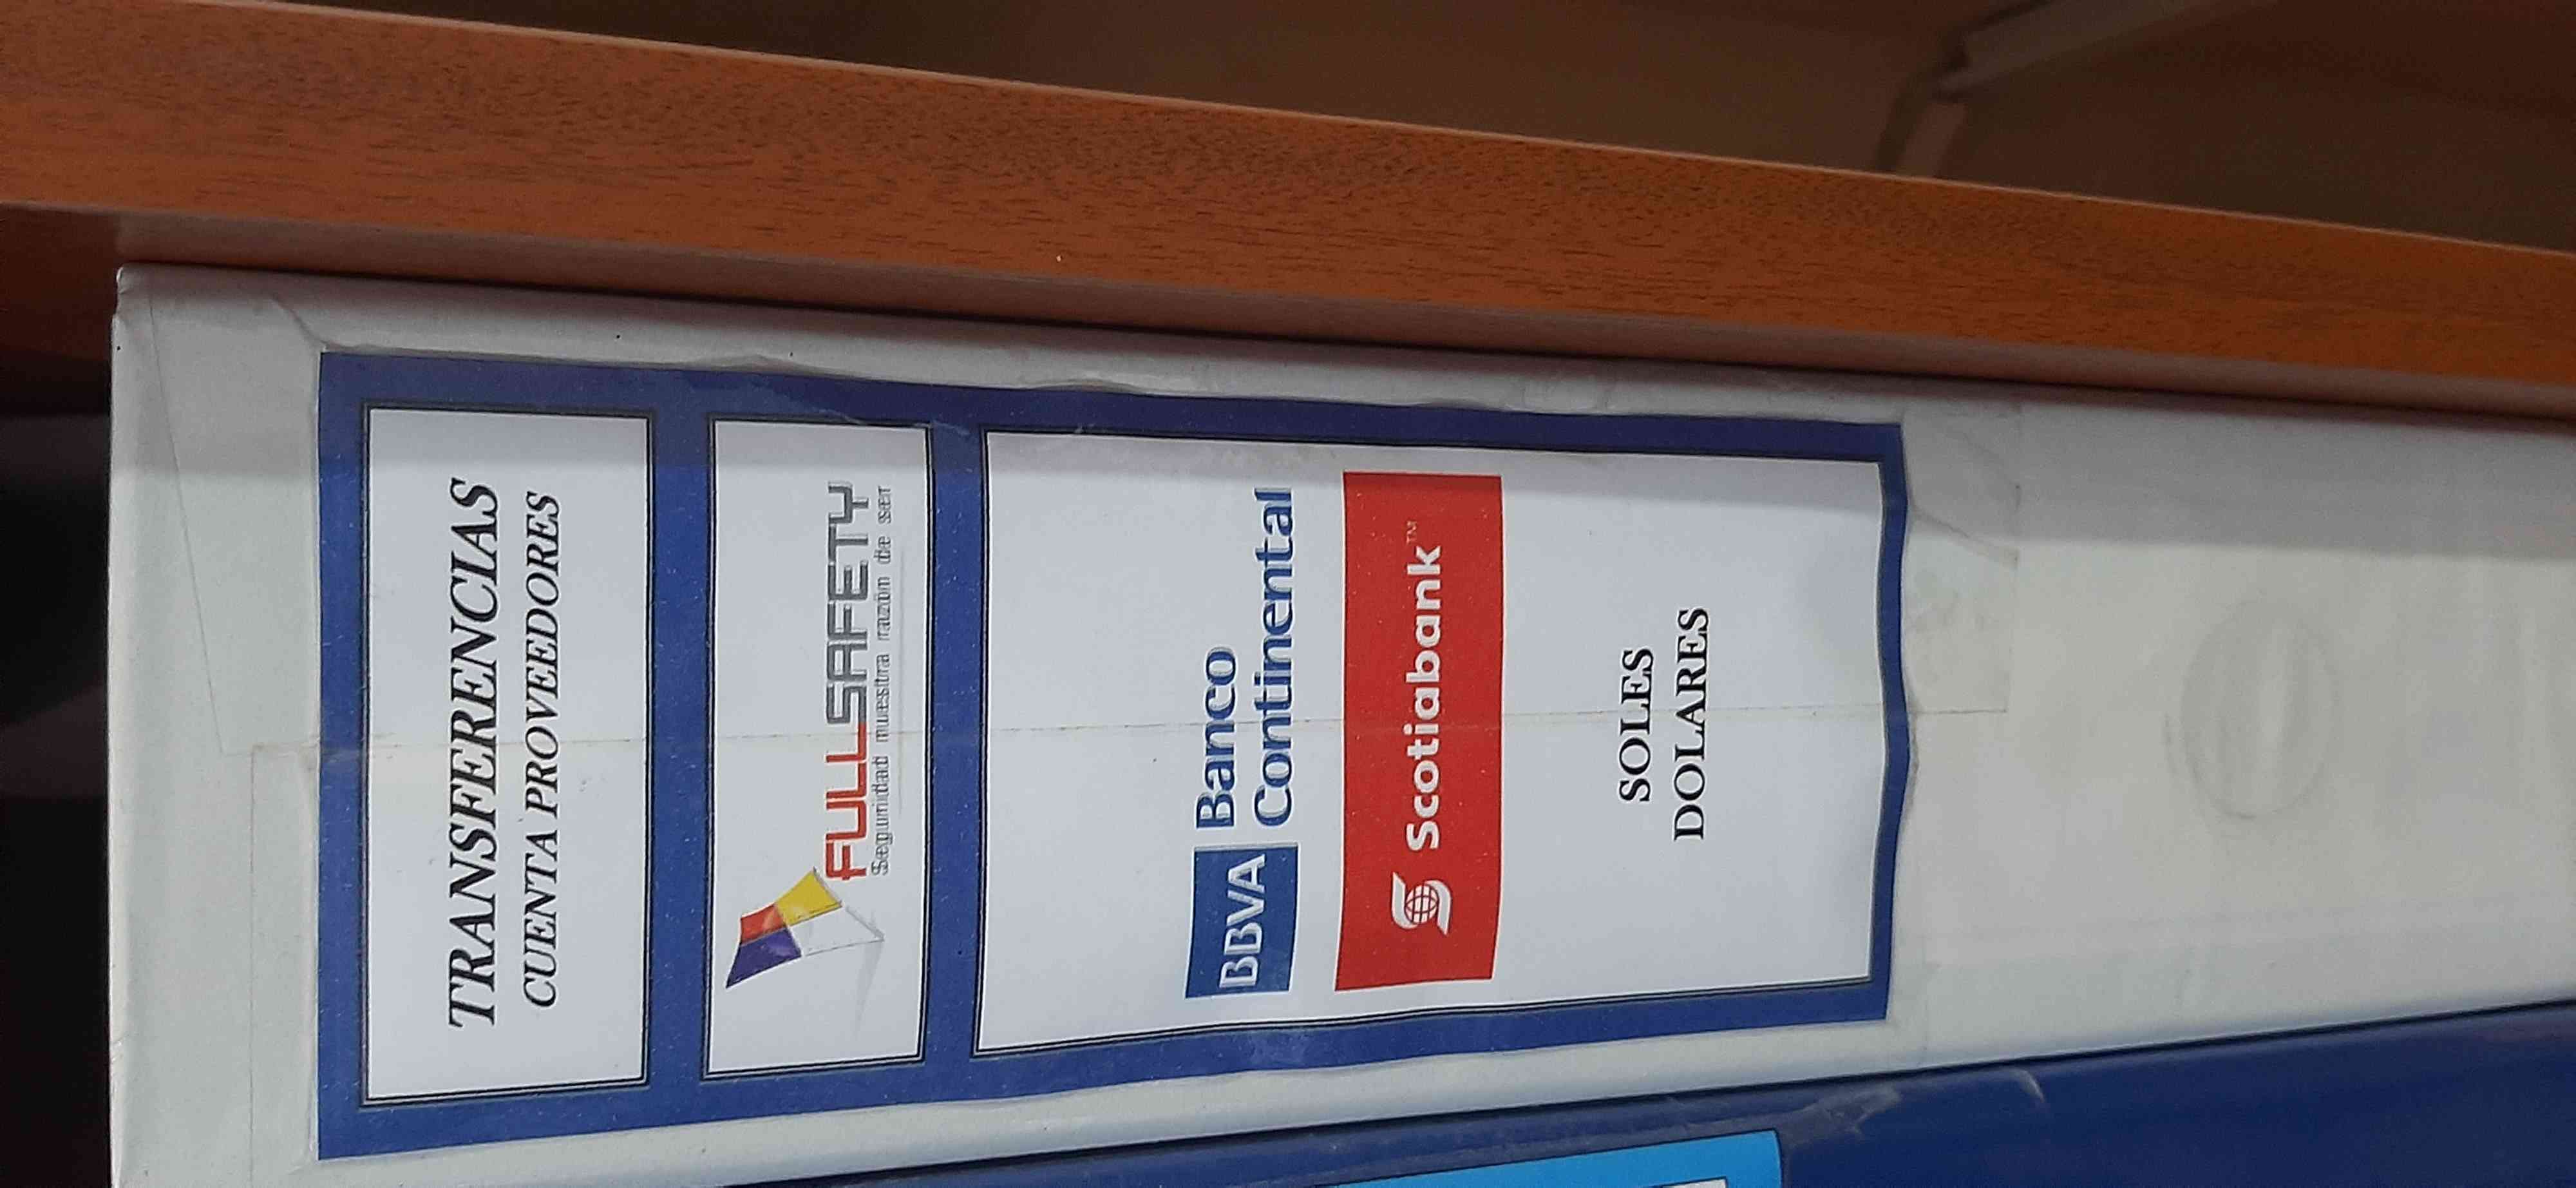 TRANSFERENCIAS
CUENTA PROVEEDORES
FULLSAFETY
Seguridad nuestra razón de ser
BBVA Banco
Continental
Scotiabank™
SOLES
DOLARES